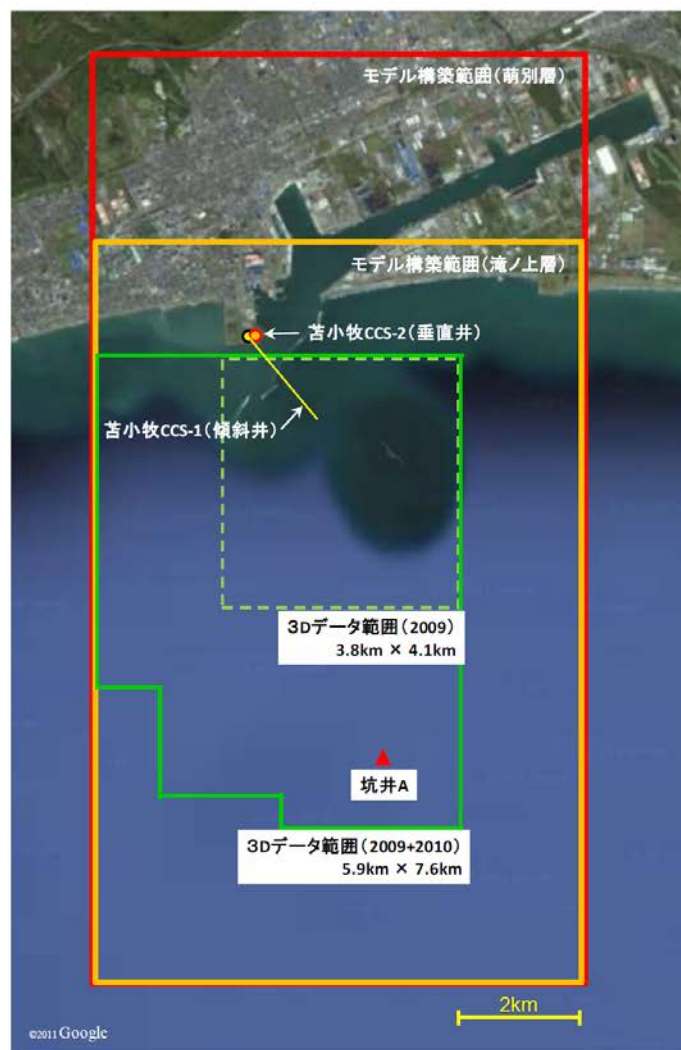 モデル構築範囲(萌別層)
モデル構築範囲(滝ノ上層)
苫小牧CCS-2(垂直井)
苫小牧CCS-1(傾斜井)
3Dデータ範囲(2009)
3.8km × 4.1km
坑井A
3Dデータ範囲(2009+2010)
5.9km × 7.6km
2km
©2011 Google